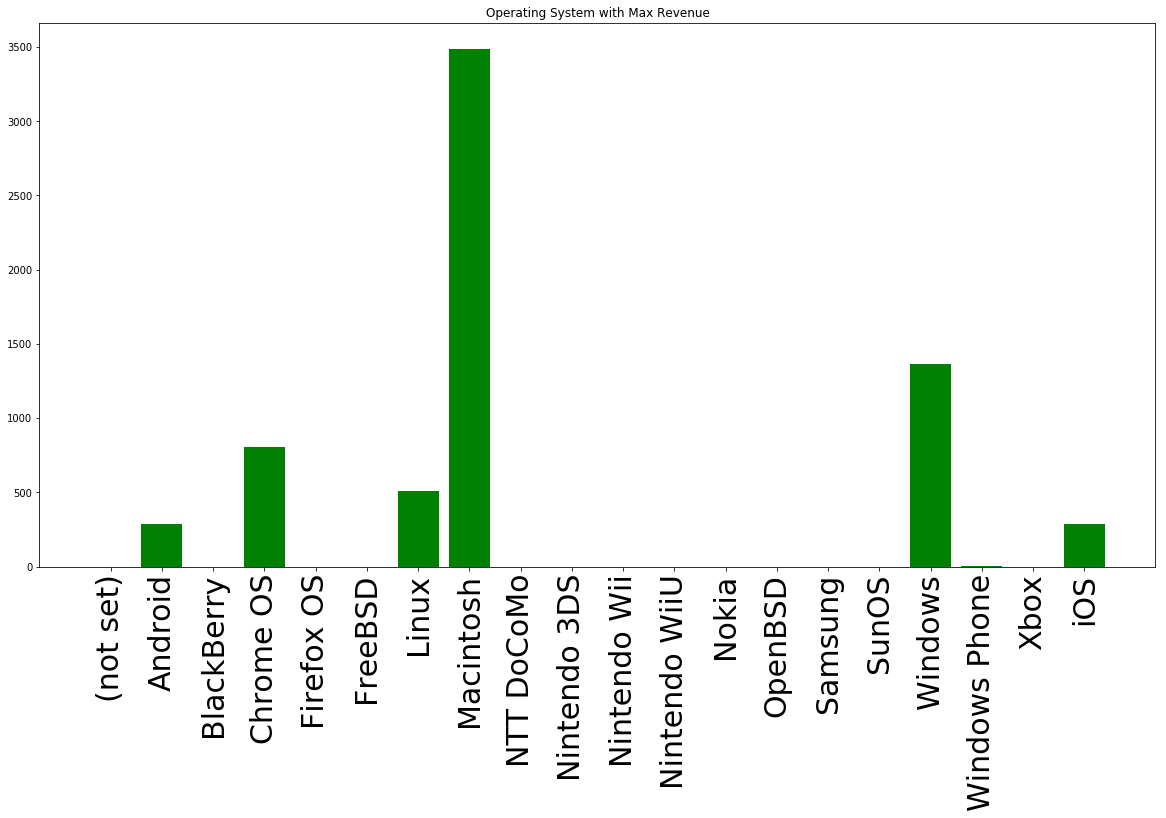 Operating System with Max Revenue
3500
3000
2500
2000
1500
1000
500
0
(not set)
Android
BlackBerry
Chrome OS
Firefox OS
FreeBSD
Linux
Macintosh
NTT DoCoMo
Nintendo 3DS
Nintendo Wii
Nintendo WiiU
Nokia
OpenBSD
Samsung
SunOS
Windows
Windows Phone
Xbox
iOS